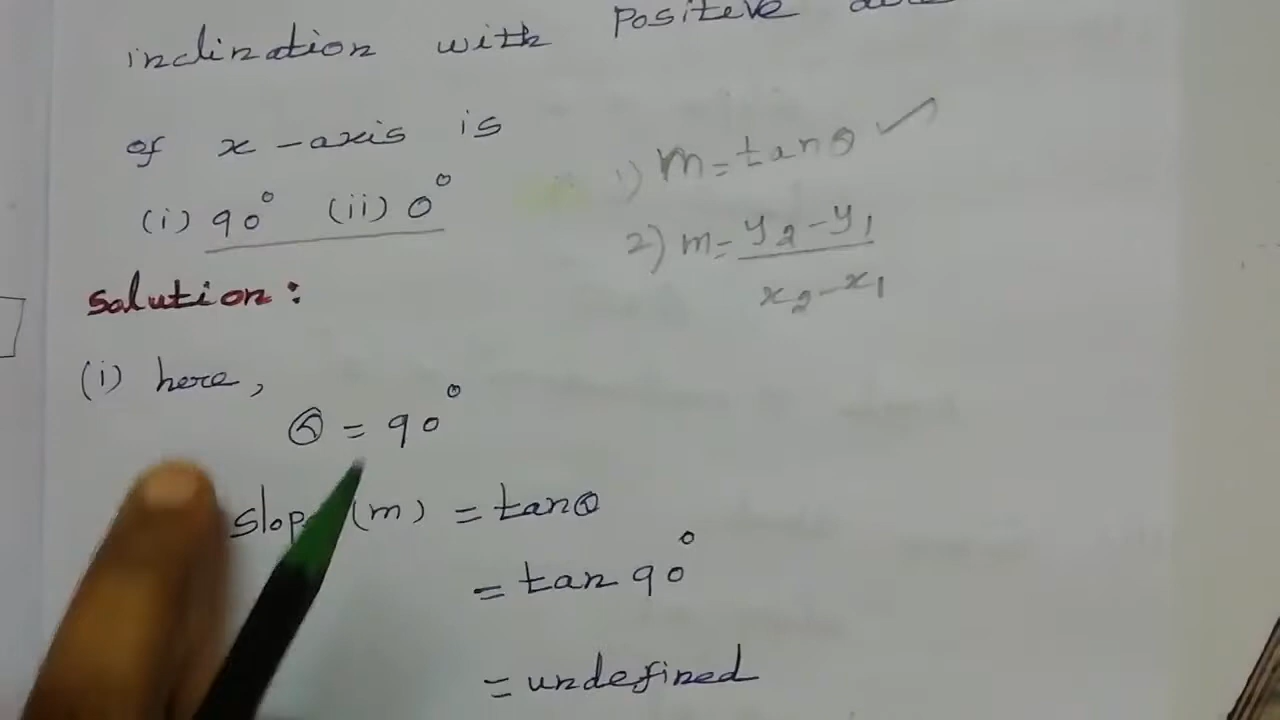 inclination with positive
of x-axis is
(i) 90° (ii) 0°
1) m=tanθ ✓
2) m= y2-y1
x2-x1
Solution:
(i) here,
θ = 90°
slop (m) = tanθ
= tan 90°
= undefined